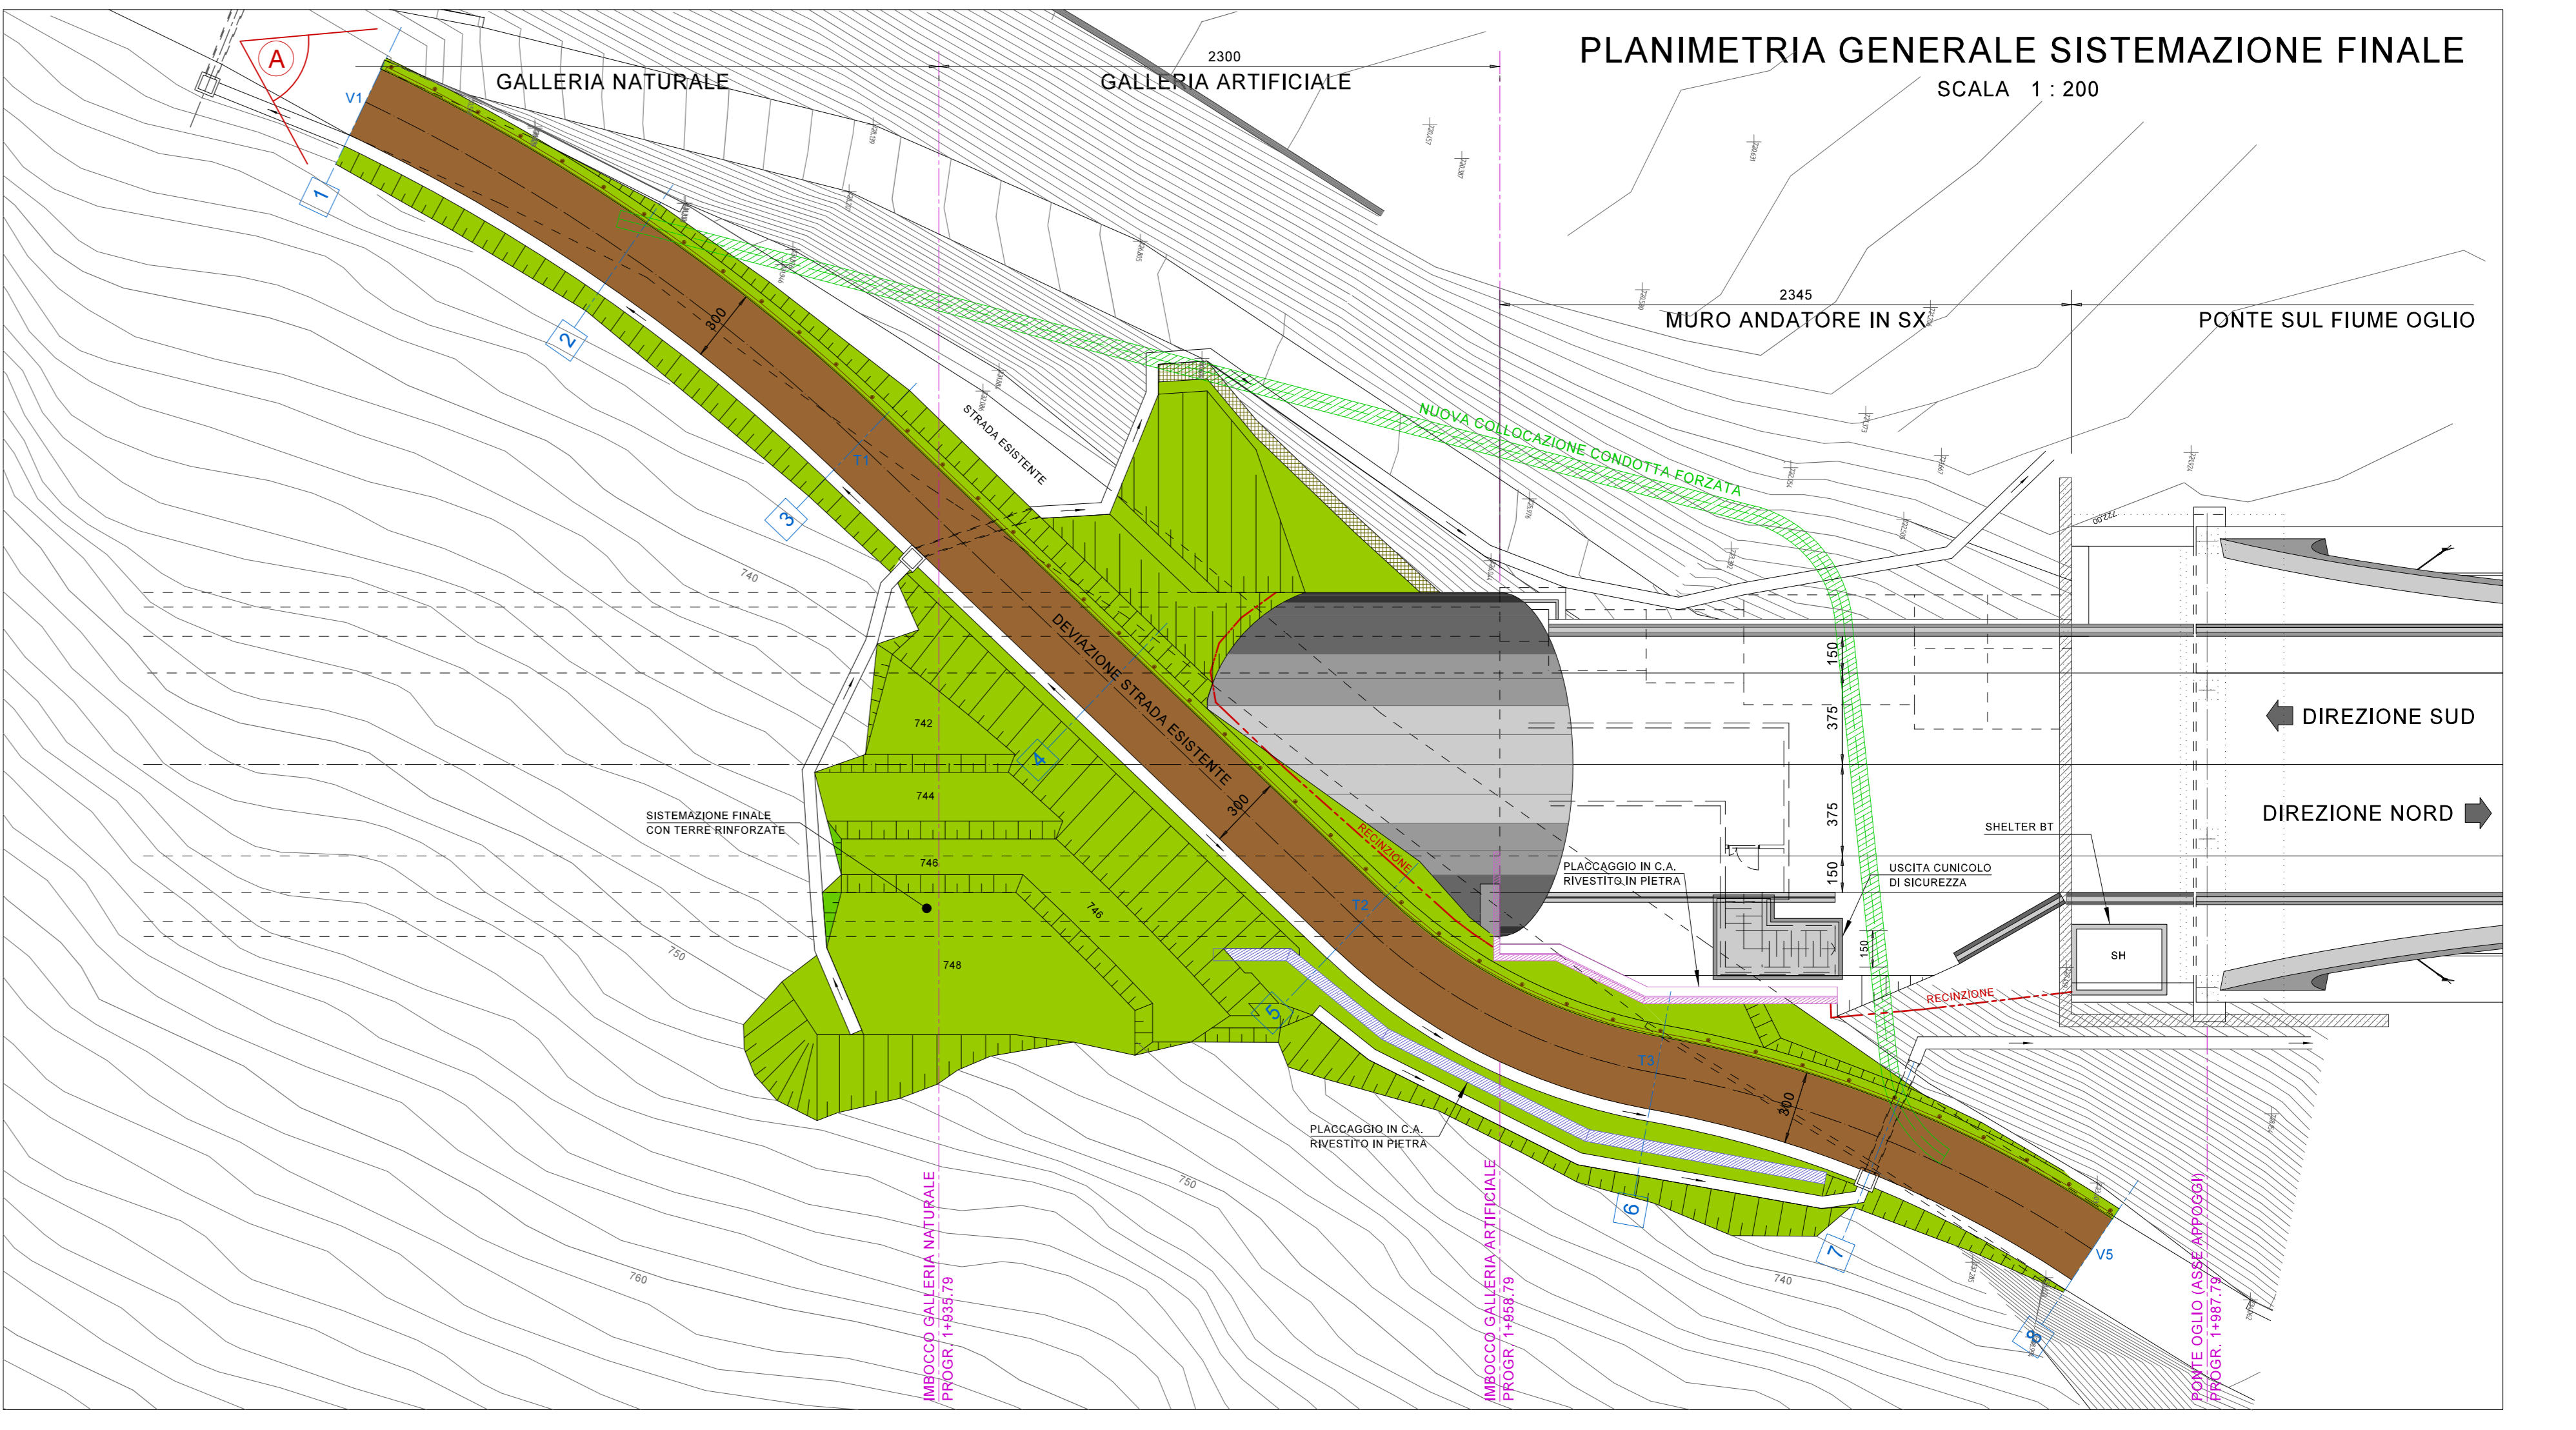 PLANIMETRIA GENERALE SISTEMAZIONE FINALE
SCALA 1 : 200
A
V1
GALLERIA NATURALE
2300
GALLERIA ARTIFICIALE
1
2
3
4
5
6
7
8
2345
MURO ANDATORE IN SX
PONTE SUL FIUME OGLIO
300
T1
STRADA ESISTENTE
NUOVA COLLOCAZIONE CONDOTTA FORZATA
722.00
740
DEVIAZIONE STRADA ESISTENTE
300
150
375
375
150
DIREZIONE SUD
DIREZIONE NORD
742
744
746
746
748
SISTEMAZIONE FINALE
CON TERRE RINFORZATE
RECINZIONE
T2
PLACCAGGIO IN C.A.
RIVESTITO IN PIETRA
USCITA CUNICOLO
DI SICUREZZA
SHELTER BT
SH
150
RECINZIONE
750
T3
300
PLACCAGGIO IN C.A.
RIVESTITO IN PIETRA
750
760
740
V5
IMBOCCO GALLERIA NATURALE
PROGR. 1+935.79
IMBOCCO GALLERIA ARTIFICIALE
PROGR. 1+958.79
PONTE OGLIO (ASSE APPOGGI)
PROGR. 1+987.79